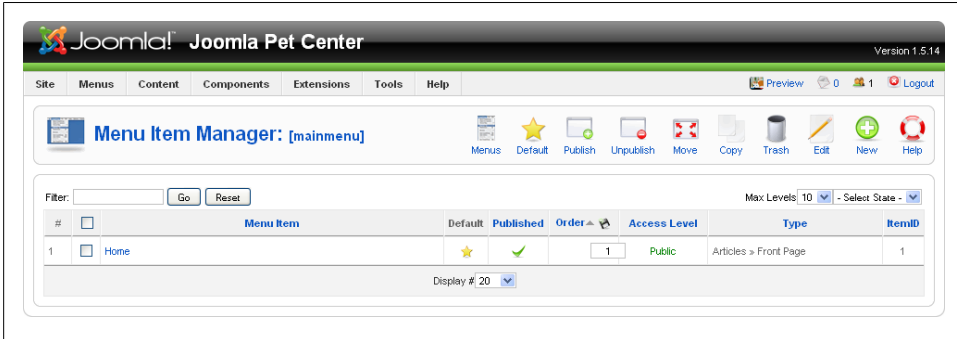 Joomla! Joomla Pet Center
Version 1.5.14
Site Menus Content Components Extensions Tools Help Preview 0 1 Logout
Menu Item Manager: [mainmenu]
Menus Default Publish Unpublish Move Copy Trash Edit New Help
Filter: Go Reset Max Levels 10 - Select State -
# Menu Item Default Published Order Access Level Type ItemID
1 Home 1 Public Articles » Front Page 1
Display # 20